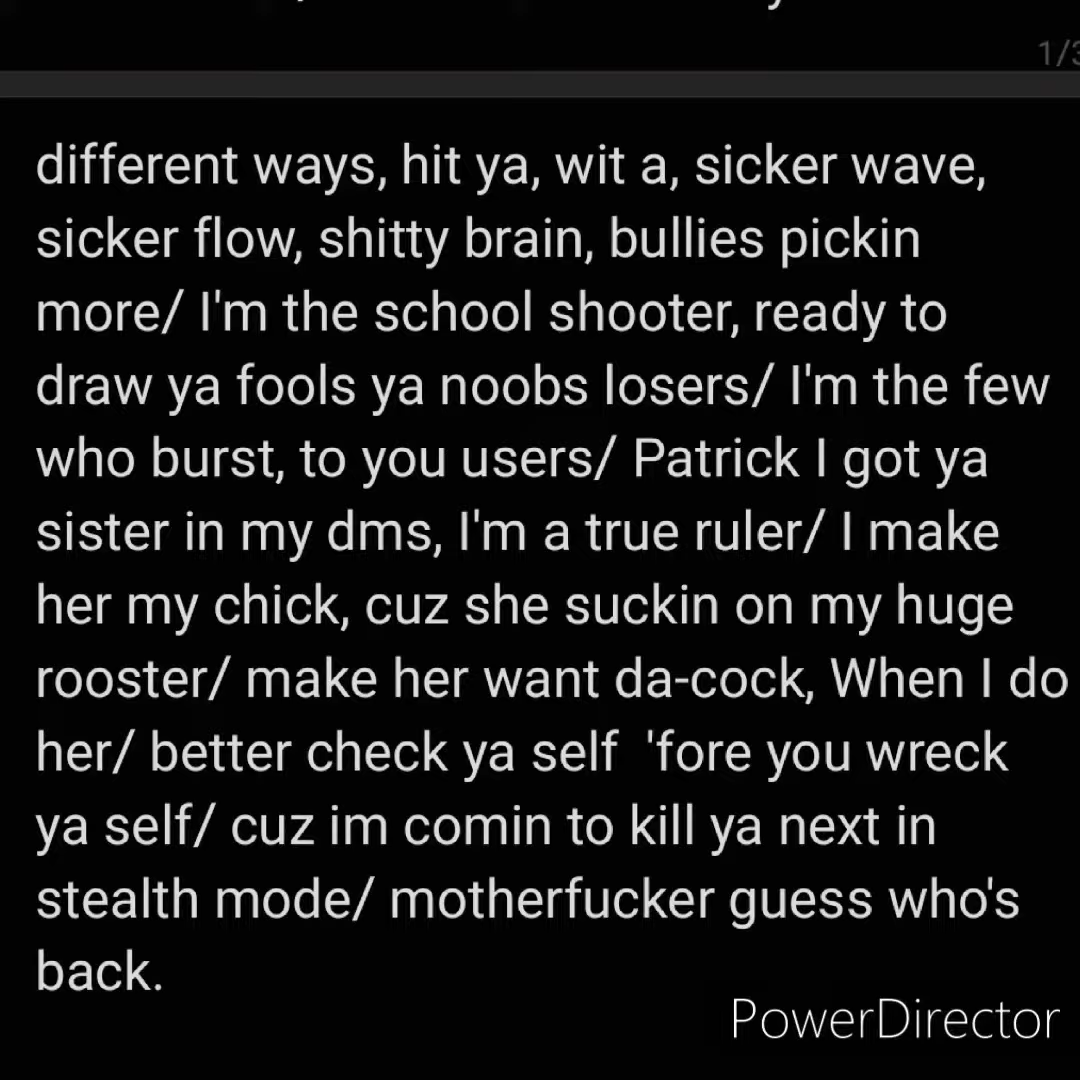 1/3
different ways, hit ya, wit a, sicker wave,
sicker flow, shitty brain, bullies pickin
more/ I'm the school shooter, ready to
draw ya fools ya noobs losers/ I'm the few
who burst, to you users/ Patrick I got ya
sister in my dms, I'm a true ruler/ I make
her my chick, cuz she suckin on my huge
rooster/ make her want da-cock, When I do
her/ better check ya self  'fore you wreck
ya self/ cuz im comin to kill ya next in
stealth mode/ motherfucker guess who's
back.
PowerDirector